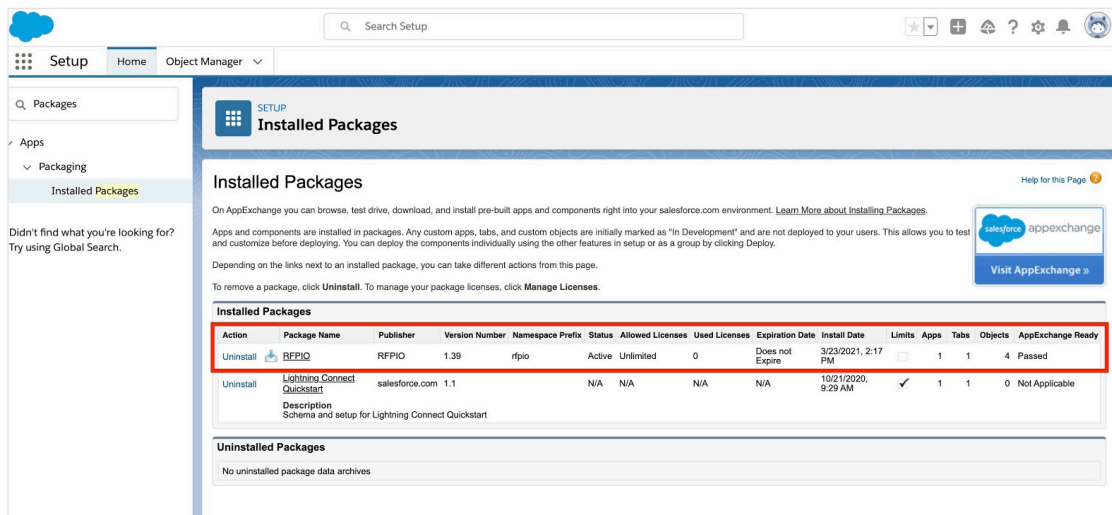 Search Setup
Setup
Home
Object Manager
Packages
Apps
Packaging
Installed Packages
Didn't find what you're looking for?
Try using Global Search.
SETUP
Installed Packages
Installed Packages
Help for this Page
On AppExchange you can browse, test drive, download, and install pre-built apps and components right into your salesforce.com environment. Learn More about Installing Packages.
Apps and components are installed in packages. Any custom apps, tabs, and custom objects are initially marked as "In Development" and are not deployed to your users. This allows you to test
and customize before deploying. You can deploy the components individually using the other features in setup or as a group by clicking Deploy.
Depending on the links next to an installed package, you can take different actions from this page.
To remove a package, click Uninstall. To manage your package licenses, click Manage Licenses.
salesforce appexchange
Visit AppExchange »
Installed Packages
Action Package Name Publisher Version Number Namespace Prefix Status Allowed Licenses Used Licenses Expiration Date Install Date Limits Apps Tabs Objects AppExchange Ready
Uninstall RFPIO RFPIO 1.39 rfpio Active Unlimited 0 Does not Expire 3/23/2021, 2:17 PM 1 1 4 Passed
Uninstall Lightning Connect Quickstart salesforce.com 1.1 N/A N/A N/A N/A 10/21/2020, 9:29 AM ✓ 1 1 0 Not Applicable
Description
Schema and setup for Lightning Connect Quickstart
Uninstalled Packages
No uninstalled package data archives